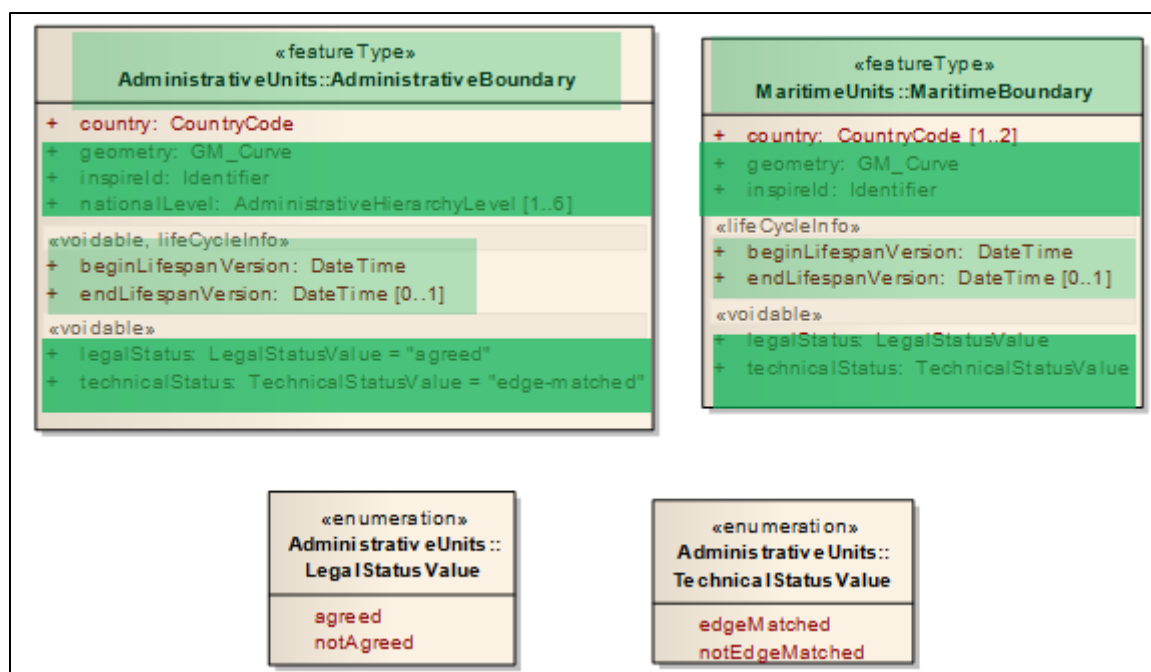 «featureType»
AdministrativeUnits::AdministrativeBoundary
+ country: CountryCode
+ geometry: GM_Curve
+ inspireId: Identifier
+ nationalLevel: AdministrativeHierarchyLevel [1..6]
«voidable, lifeCycleInfo»
+ beginLifespanVersion: DateTime
+ endLifespanVersion: DateTime [0..1]
«voidable»
+ legalStatus: LegalStatusValue = "agreed"
+ technicalStatus: TechnicalStatusValue = "edge-matched"
«featureType»
MaritimeUnits::MaritimeBoundary
+ country: CountryCode [1..2]
+ geometry: GM_Curve
+ inspireId: Identifier
«lifeCycleInfo»
+ beginLifespanVersion: DateTime
+ endLifespanVersion: DateTime [0..1]
«voidable»
+ legalStatus: LegalStatusValue
+ technicalStatus: TechnicalStatusValue
«enumeration»
AdministrativeUnits::
LegalStatusValue
agreed
notAgreed
«enumeration»
AdministrativeUnits::
TechnicalStatusValue
edgeMatched
notEdgeMatched